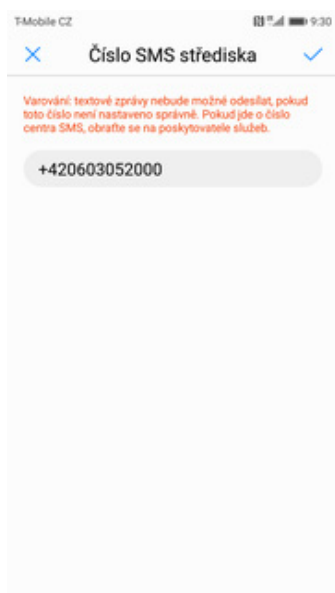 T-Mobile CZ 9:30
Číslo SMS střediska
Varování: textové zprávy nebude možné odesílat, pokud
toto číslo není nastaveno správně. Pokud jde o číslo
centra SMS, obraťte se na poskytovatele služeb.
+420603052000